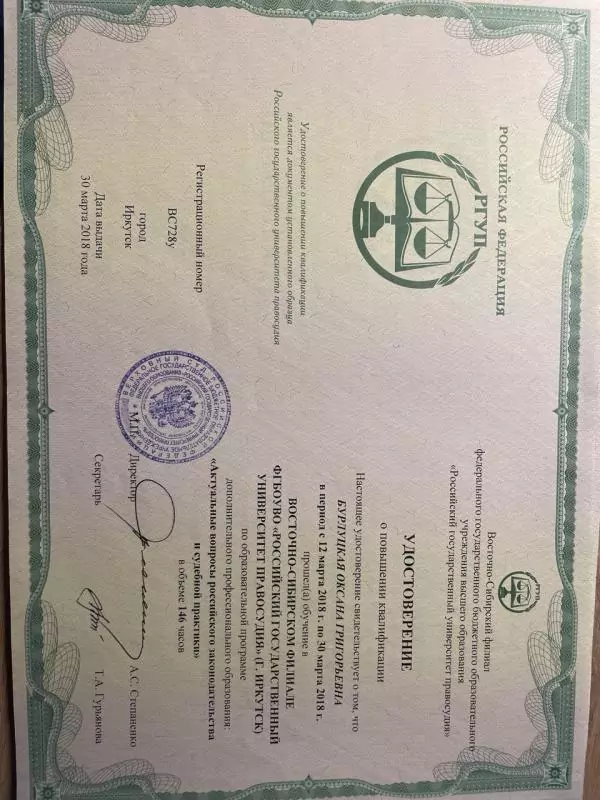 РОССИЙСКАЯ ФЕДЕРАЦИЯ
РГУП
Удостоверение о повышении квалификации
является документом установленного образца
Российского государственного университета правосудия
Регистрационный номер
ВС728у
город
Иркутск
Дата выдачи
30 марта 2018 года
РГУП
Восточно-Сибирский филиал
федерального государственного бюджетного образовательного
учреждения высшего образования
«Российский государственный университет правосудия»
УДОСТОВЕРЕНИЕ
о повышении квалификации
Настоящее удостоверение свидетельствует о том, что
БУРЛУЦКАЯ ОКСАНА ГРИГОРЬЕВНА
в период с 12 марта 2018 г. по 30 марта 2018 г.
прошел(а) обучение в
ВОСТОЧНО-СИБИРСКОМ ФИЛИАЛЕ
ФГБОУВО «РОССИЙСКИЙ ГОСУДАРСТВЕННЫЙ
УНИВЕРСИТЕТ ПРАВОСУДИЯ» (Г. ИРКУТСК)
по образовательной программе
дополнительного профессионального образования:
«Актуальные вопросы российского законодательства
и судебной практики»
в объеме 146 часов
М.П. Директор А.С. Степаненко
Секретарь Т.А. Гурьянова